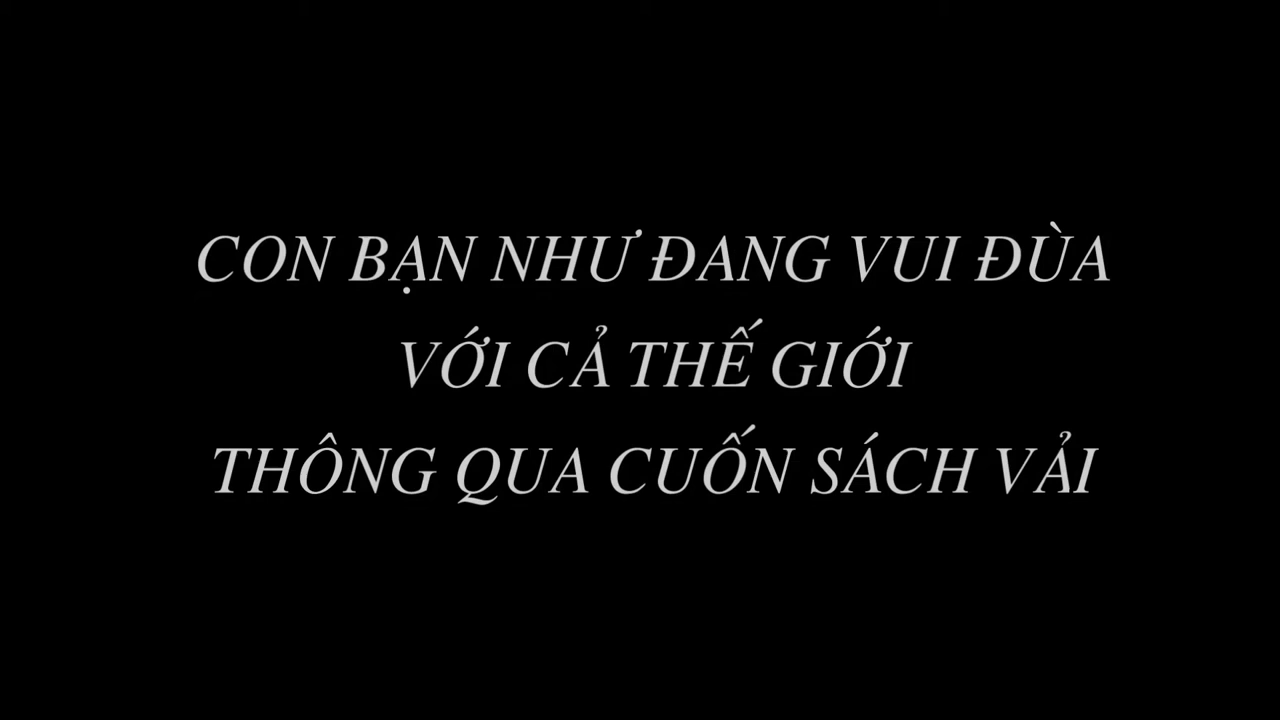 CON BẠN NHƯ ĐANG VUI ĐÙA
VỚI CẢ THẾ GIỚI
THÔNG QUA CUỐN SÁCH VẢI